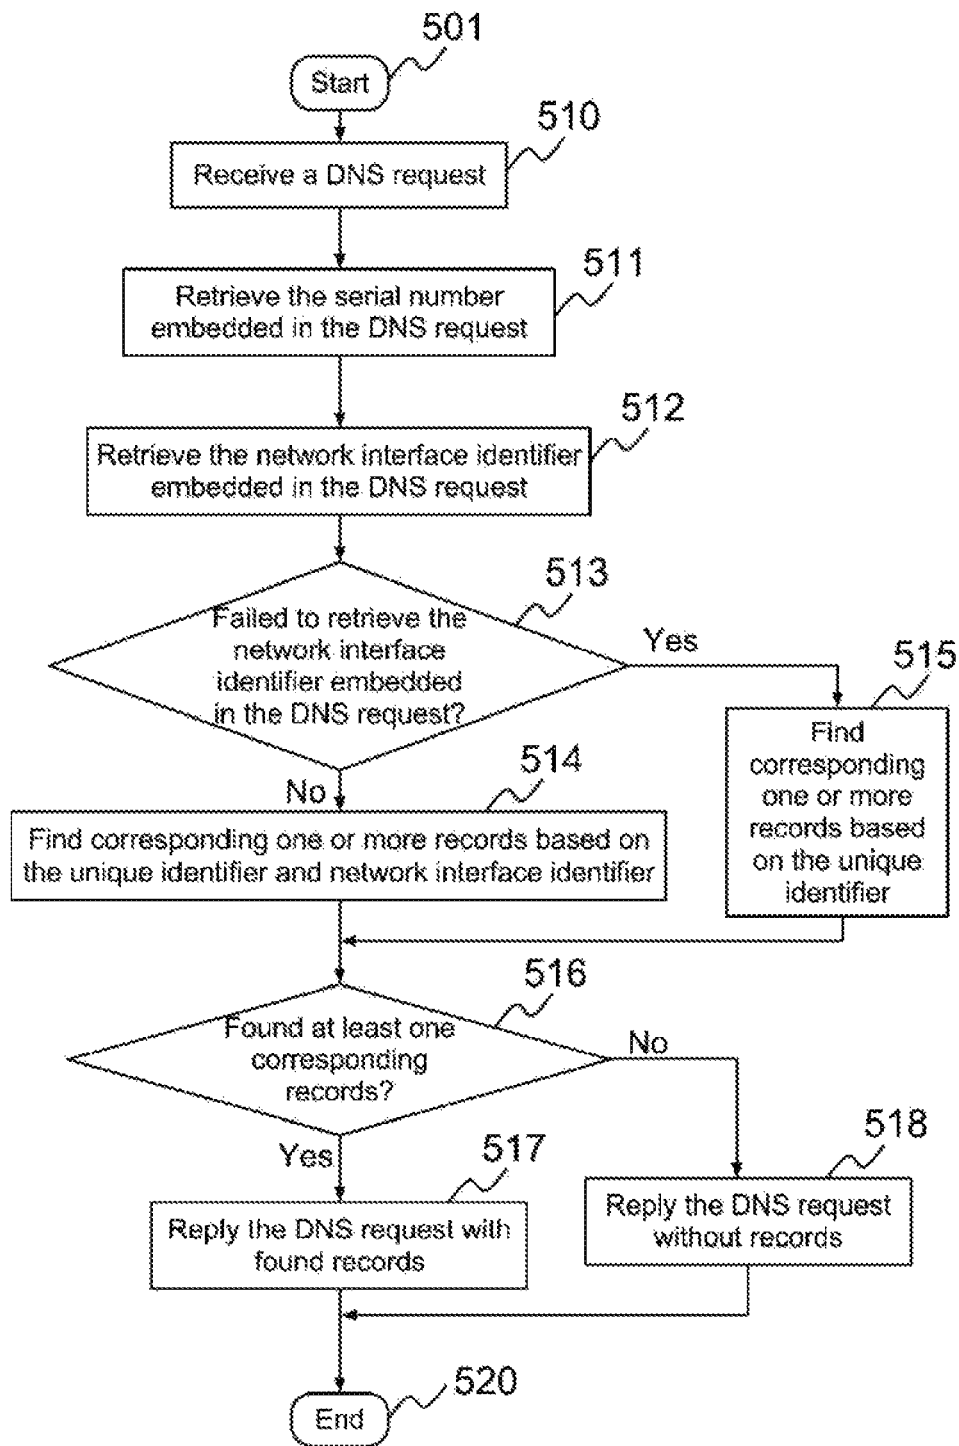 501
Start
510
Receive a DNS request
511
Retrieve the serial number
embedded in the DNS request
512
Retrieve the network interface identifier
embedded in the DNS request
513
Failed to retrieve the
network interface
identifier embedded
in the DNS request?
Yes
515
Find
corresponding
one or more
records based
on the unique
identifier
No
514
Find corresponding one or more records based on
the unique identifier and network interface identifier
516
Found at least one
corresponding
records?
No
Yes
517
518
Reply the DNS request with
found records
Reply the DNS request
without records
520
End